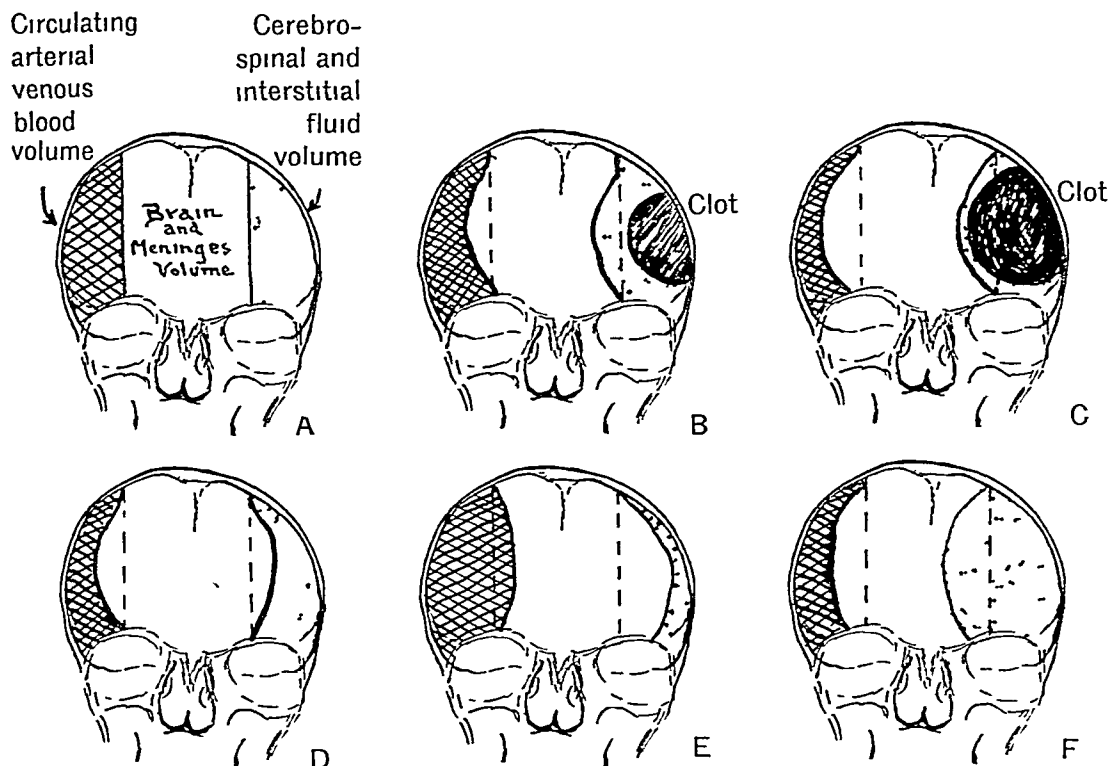 Circulating
arterial
venous
blood
volume
Cerebro-
spinal and
interstitial
fluid
volume
Brain
and
Meninges
Volume
A
Clot
B
Clot
C
D
E
F